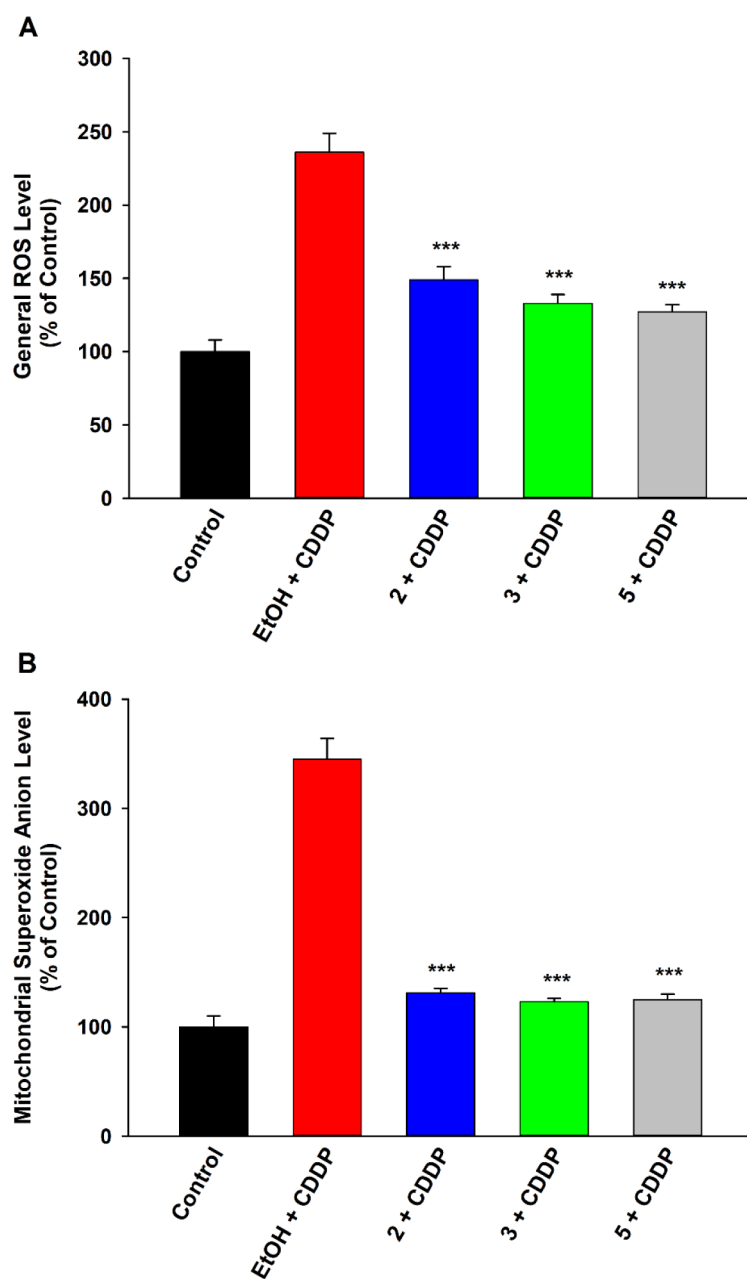 A
General ROS Level
(% of Control)
300
250
200
150
100
50
0
***
***
***
Control
EtOH + CDDP
2 + CDDP
3 + CDDP
5 + CDDP
B
Mitochondrial Superoxide Anion Level
(% of Control)
400
300
200
100
0
***
***
***
Control
EtOH + CDDP
2 + CDDP
3 + CDDP
5 + CDDP